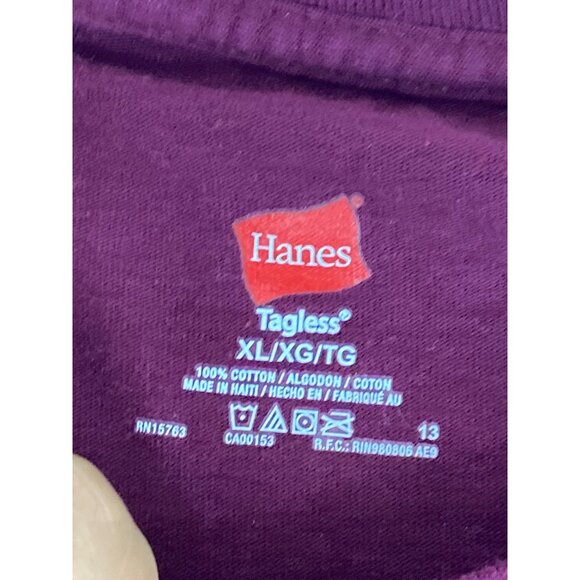 Hanes®
Tagless®
XL/XG/TG
100% COTTON / ALGODON / COTON
MADE IN HAITI / HECHO EN / FABRIQUÉ AU
RN15763 CA00153 R.F.C.: RIN980805 AE9 13